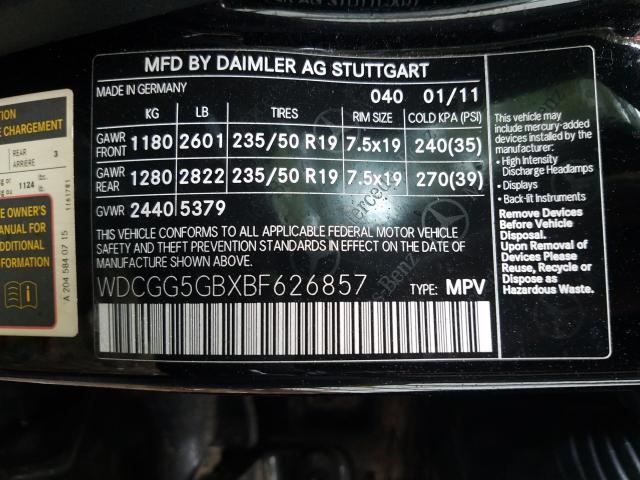 MFD BY DAIMLER AG STUTTGART
MADE IN GERMANY
040 01/11
KG LB TIRES RIM SIZE COLD KPA (PSI)
GAWR FRONT 1180 2601 235/50 R19 7.5x19 240(35)
GAWR REAR 1280 2822 235/50 R19 7.5x19 270(39)
GVWR 2440 5379
THIS VEHICLE CONFORMS TO ALL APPLICABLE FEDERAL MOTOR VEHICLE
SAFETY AND THEFT PREVENTION STANDARDS IN EFFECT ON THE DATE OF
MANUFACTURE SHOWN ABOVE.
WDCGG5GBXBF626857 TYPE: MPV
This vehicle may
include mercury-added
devices installed by
the manufacturer:
• High Intensity
Discharge Headlamps
• Displays
• Back-lit Instruments
Remove Devices
Before Vehicle
Disposal.
Upon Removal of
Devices Please
Reuse, Recycle or
Dispose as
Hazardous Waste.
CHARGEMENT
REAR
ARRIERE 3
1124 lbs.
kg
E OWNER'S
MANUAL FOR
ADDITIONAL
1161781
A 204 584 07 15
Mercedes-Benz